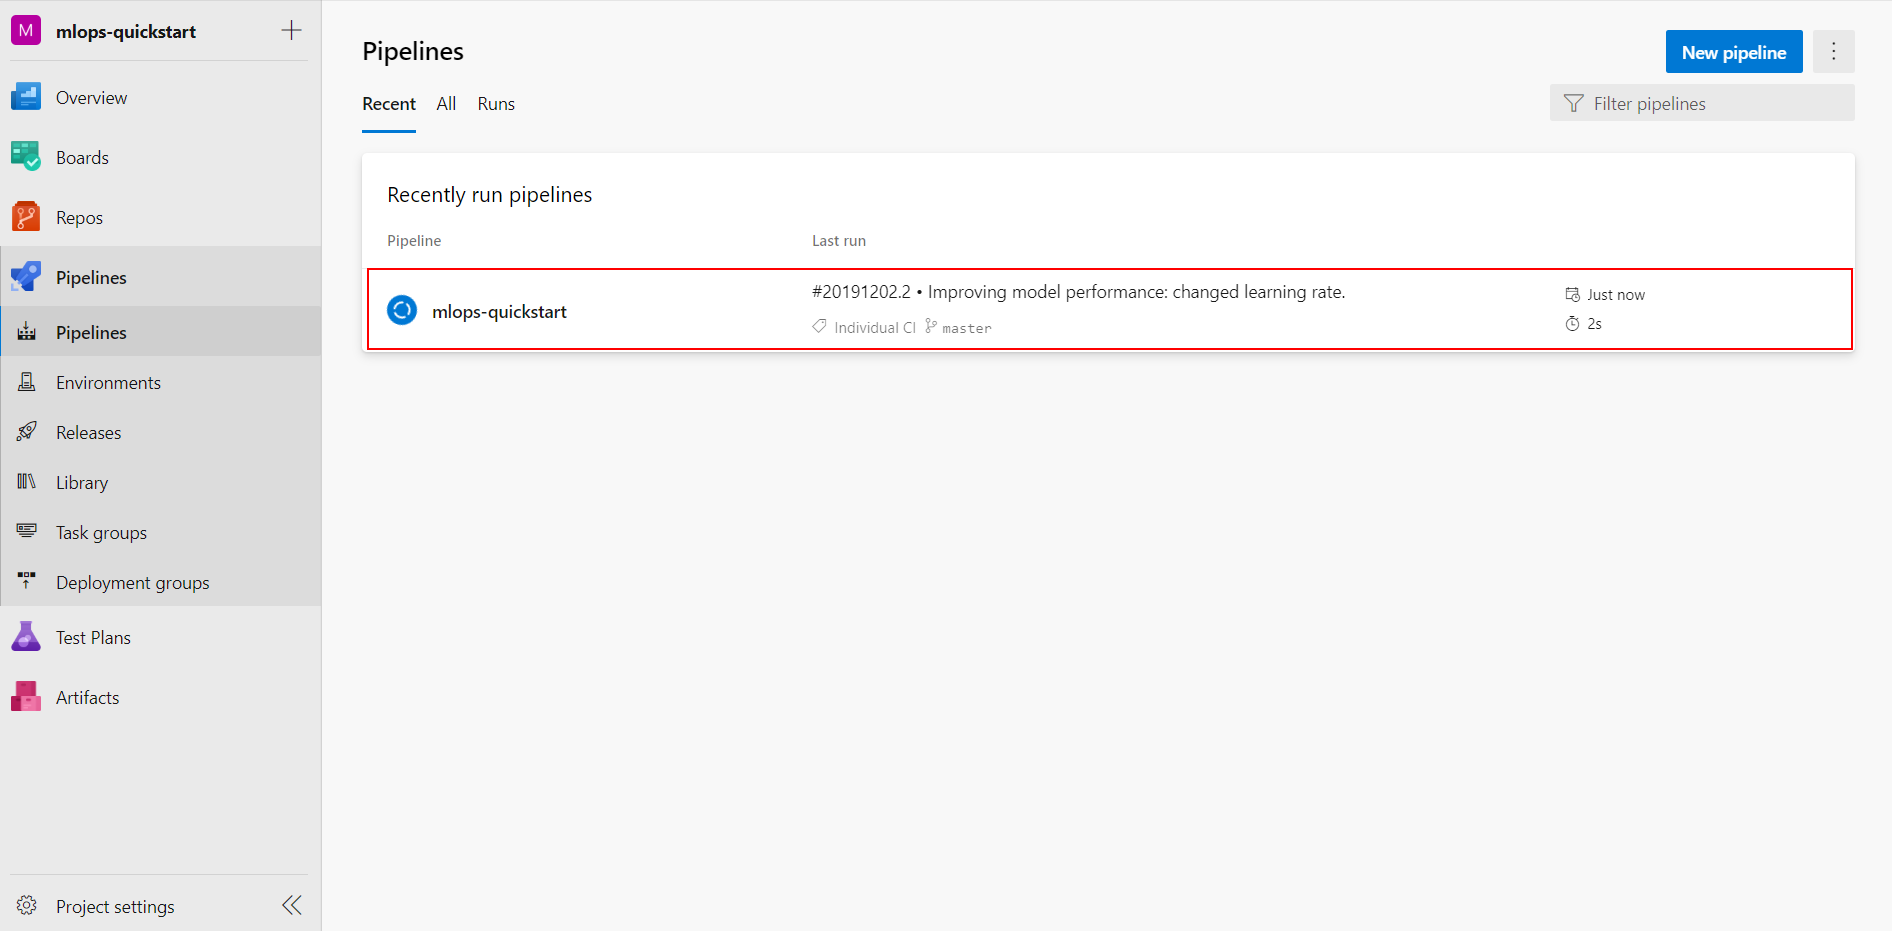 M mlops-quickstart
Overview
Boards
Repos
Pipelines
Pipelines
Environments
Releases
Library
Task groups
Deployment groups
Test Plans
Artifacts
Project settings
Pipelines
New pipeline
Recent All Runs
Filter pipelines
Recently run pipelines
Pipeline Last run
mlops-quickstart
#20191202.2 • Improving model performance: changed learning rate.
Individual CI master
Just now
2s